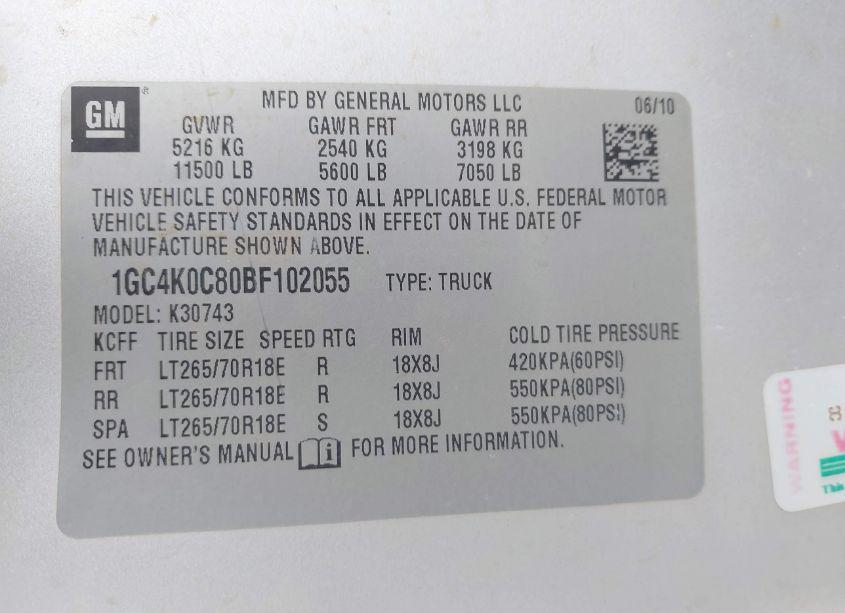 GM ®
MFD BY GENERAL MOTORS LLC 06/10
GVWR GAWR FRT GAWR RR
5216 KG 2540 KG 3198 KG
11500 LB 5600 LB 7050 LB
THIS VEHICLE CONFORMS TO ALL APPLICABLE U.S. FEDERAL MOTOR
VEHICLE SAFETY STANDARDS IN EFFECT ON THE DATE OF
MANUFACTURE SHOWN ABOVE.
1GC4K0C80BF102055 TYPE: TRUCK
MODEL: K30743
KCFF TIRE SIZE SPEED RTG RIM COLD TIRE PRESSURE
FRT LT265/70R18E R 18X8J 420KPA(60PSI)
RR LT265/70R18E R 18X8J 550KPA(80PSI)
SPA LT265/70R18E S 18X8J 550KPA(80PSI)
SEE OWNER'S MANUAL i FOR MORE INFORMATION.
WARNING
This